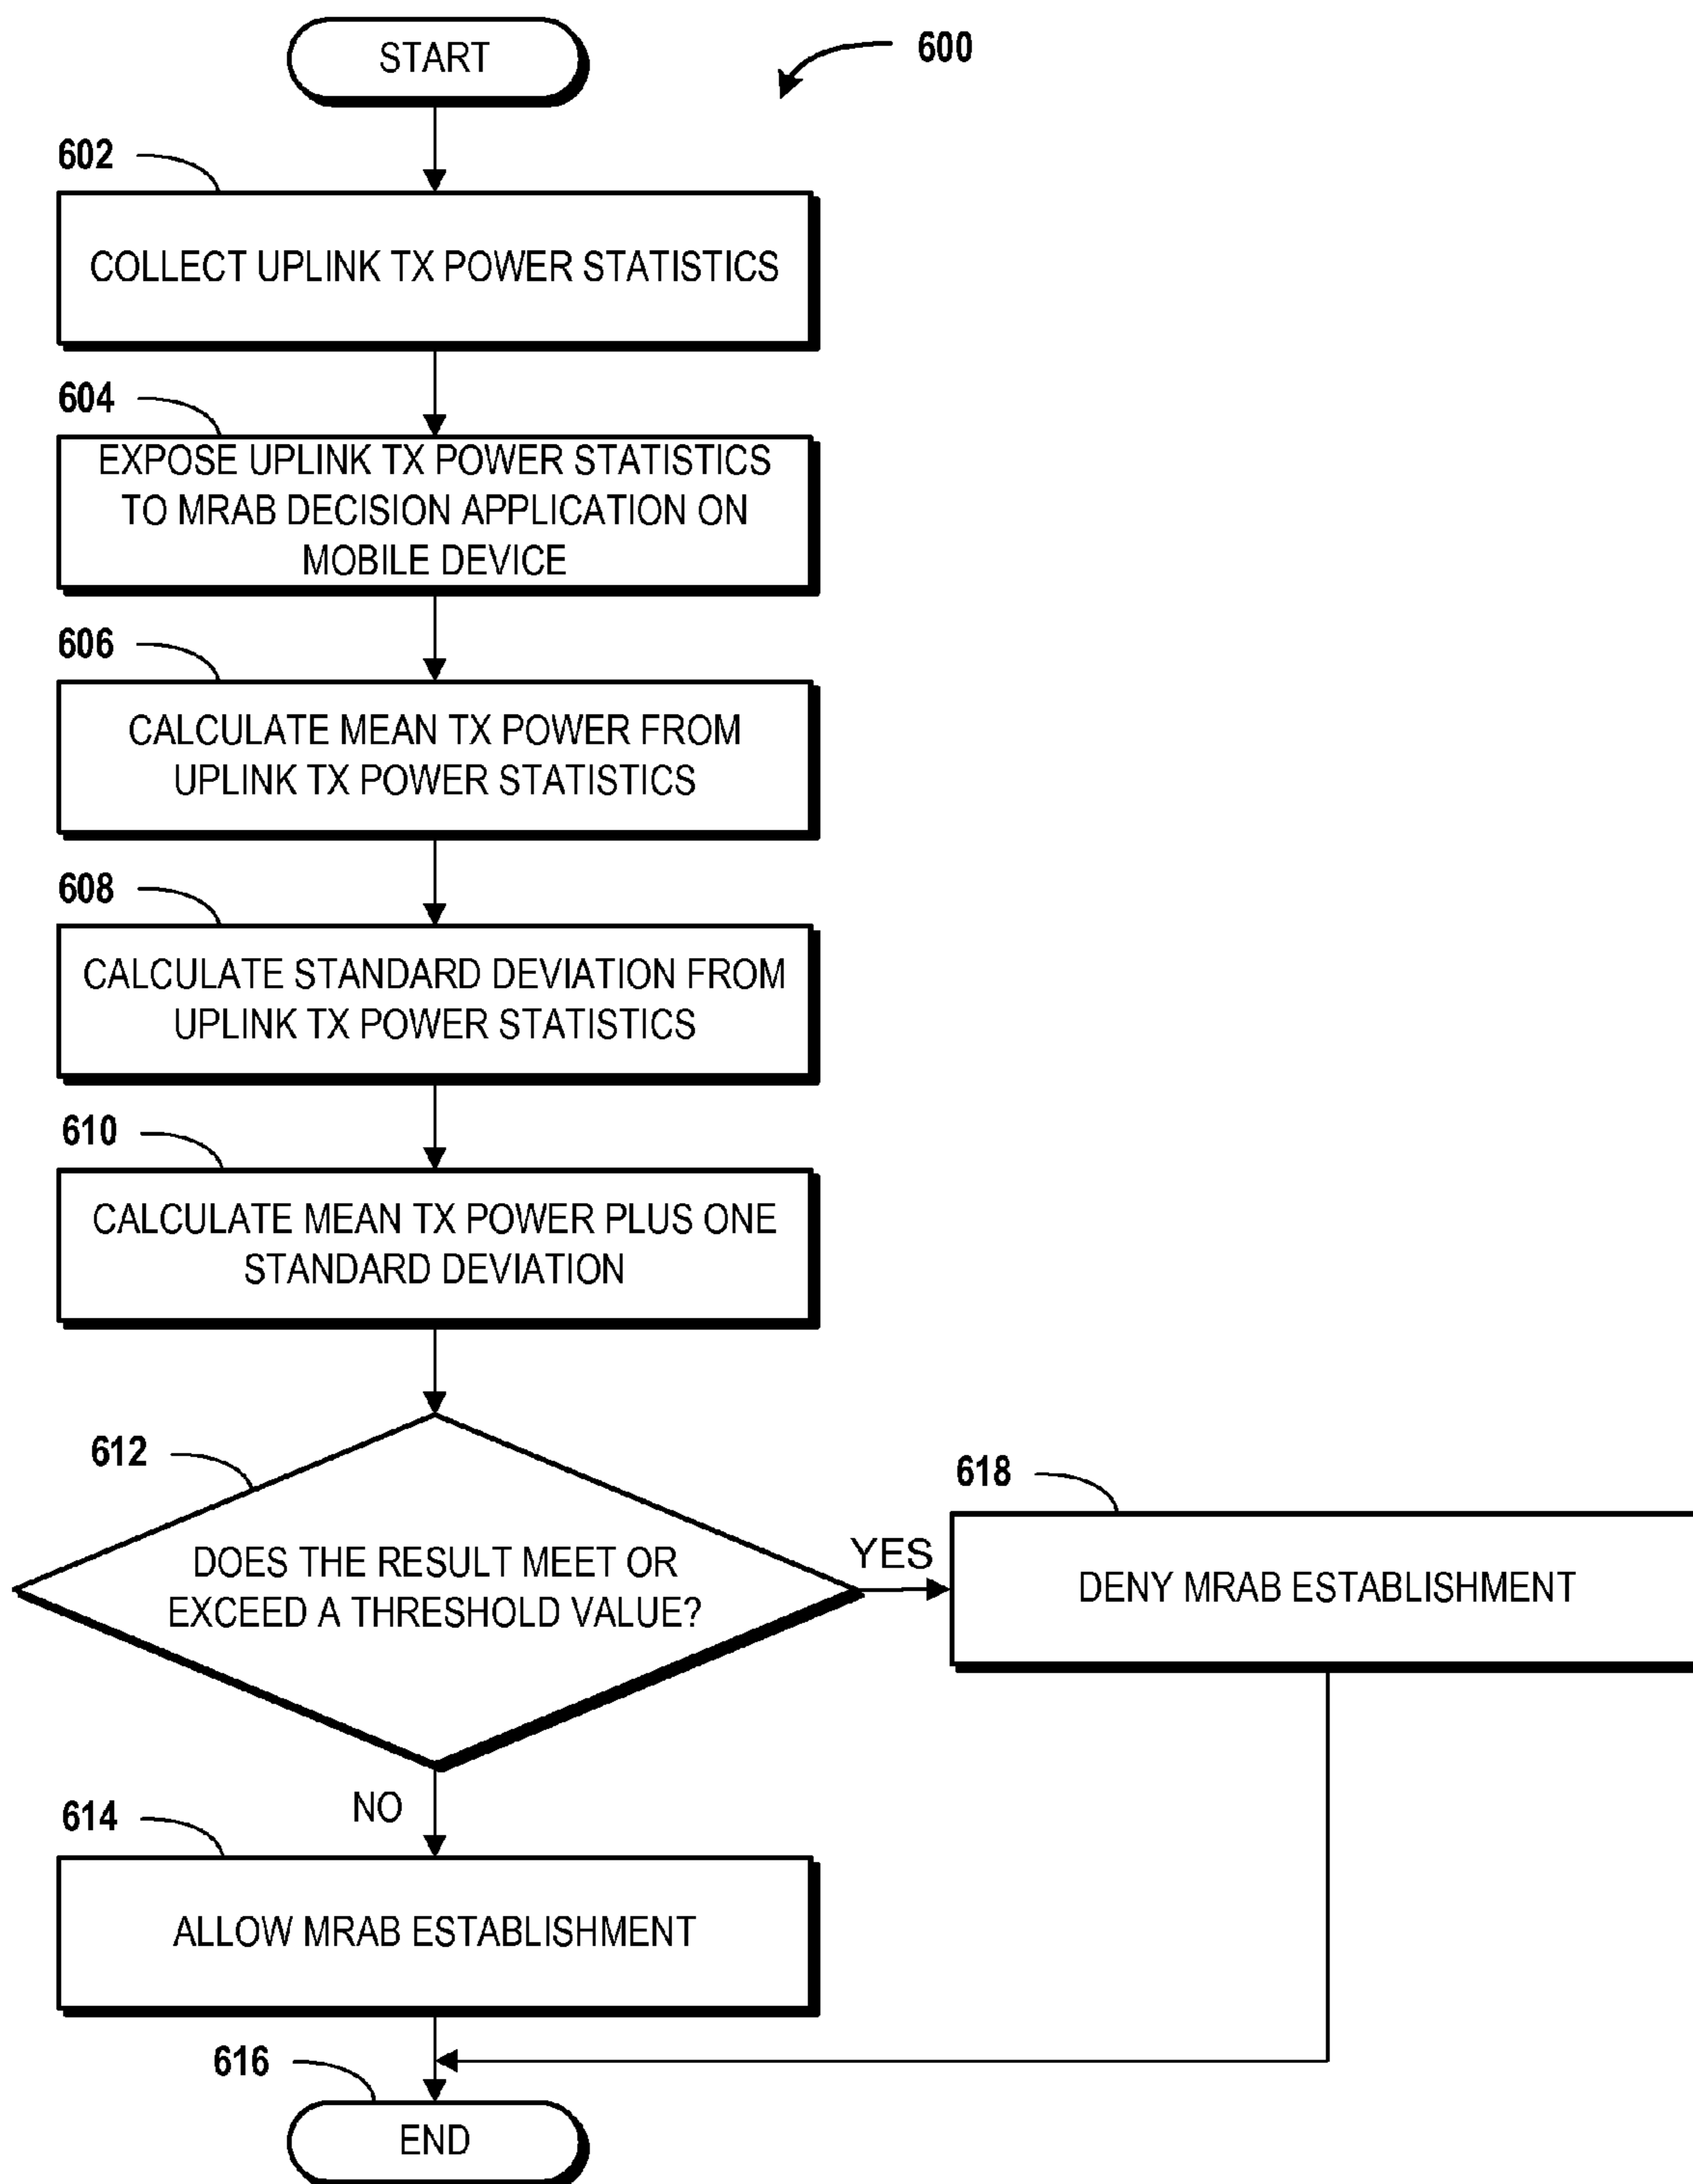 START
600
602
COLLECT UPLINK TX POWER STATISTICS
604
EXPOSE UPLINK TX POWER STATISTICS
TO MRAB DECISION APPLICATION ON
MOBILE DEVICE
606
CALCULATE MEAN TX POWER FROM
UPLINK TX POWER STATISTICS
608
CALCULATE STANDARD DEVIATION FROM
UPLINK TX POWER STATISTICS
610
CALCULATE MEAN TX POWER PLUS ONE
STANDARD DEVIATION
612
DOES THE RESULT MEET OR
EXCEED A THRESHOLD VALUE?
YES
618
DENY MRAB ESTABLISHMENT
NO
614
ALLOW MRAB ESTABLISHMENT
616
END